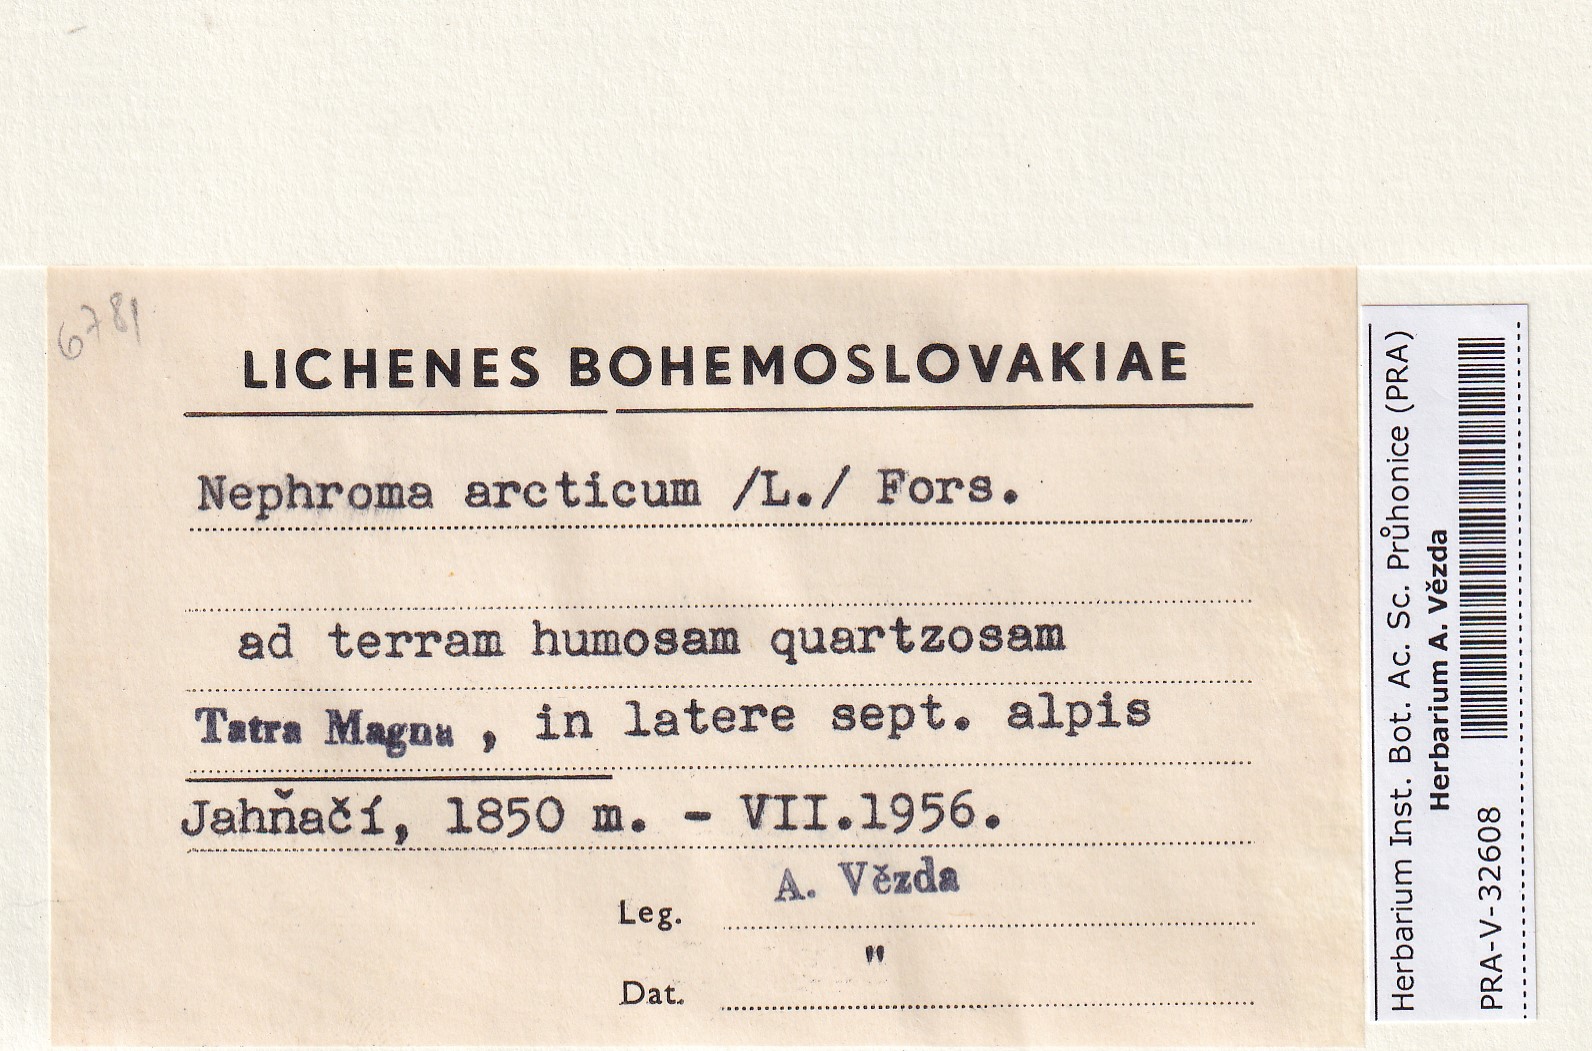 6781
LICHENES BOHEMOSLOVAKIAE
Nephroma arcticum /L./ Fors.
ad terram humosam quartzosam
Tatra Magna, in latere sept. alpis
Jahňačí, 1850 m. - VII.1956.
A. Vězda
Leg.
"
Dat.
Herbarium Inst. Bot. Ac. Sc. Průhonice (PRA)
Herbarium A. Vězda
PRA-V-32608